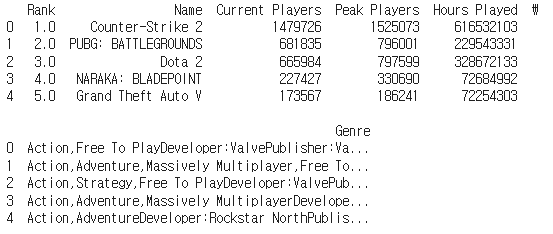 Rank Name Current Players Peak Players Hours Played \
0 1.0 Counter-Strike 2 1479726 1525073 616532103
1 2.0 PUBG: BATTLEGROUNDS 681835 796001 229543331
2 3.0 Dota 2 665984 797599 328672133
3 4.0 NARAKA: BLADEPOINT 227427 330690 72684992
4 5.0 Grand Theft Auto V 173567 186241 72254303
Genre
0 Action,Free To PlayDeveloper:ValvePublisher:Va...
1 Action,Adventure,Massively Multiplayer,Free To...
2 Action,Strategy,Free To PlayDeveloper:ValvePub...
3 Action,Adventure,Massively MultiplayerDevelope...
4 Action,AdventureDeveloper:Rockstar NorthPublis...